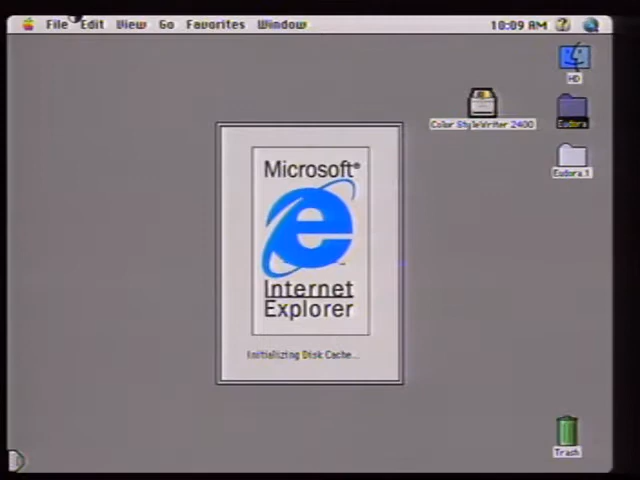 File Edit View Go Favorites Window 10:09 AM
HD
Color StyleWriter 2400
Eudora
Eudora.1
Microsoft®
Internet
Explorer
Initializing Disk Cache...
Trash